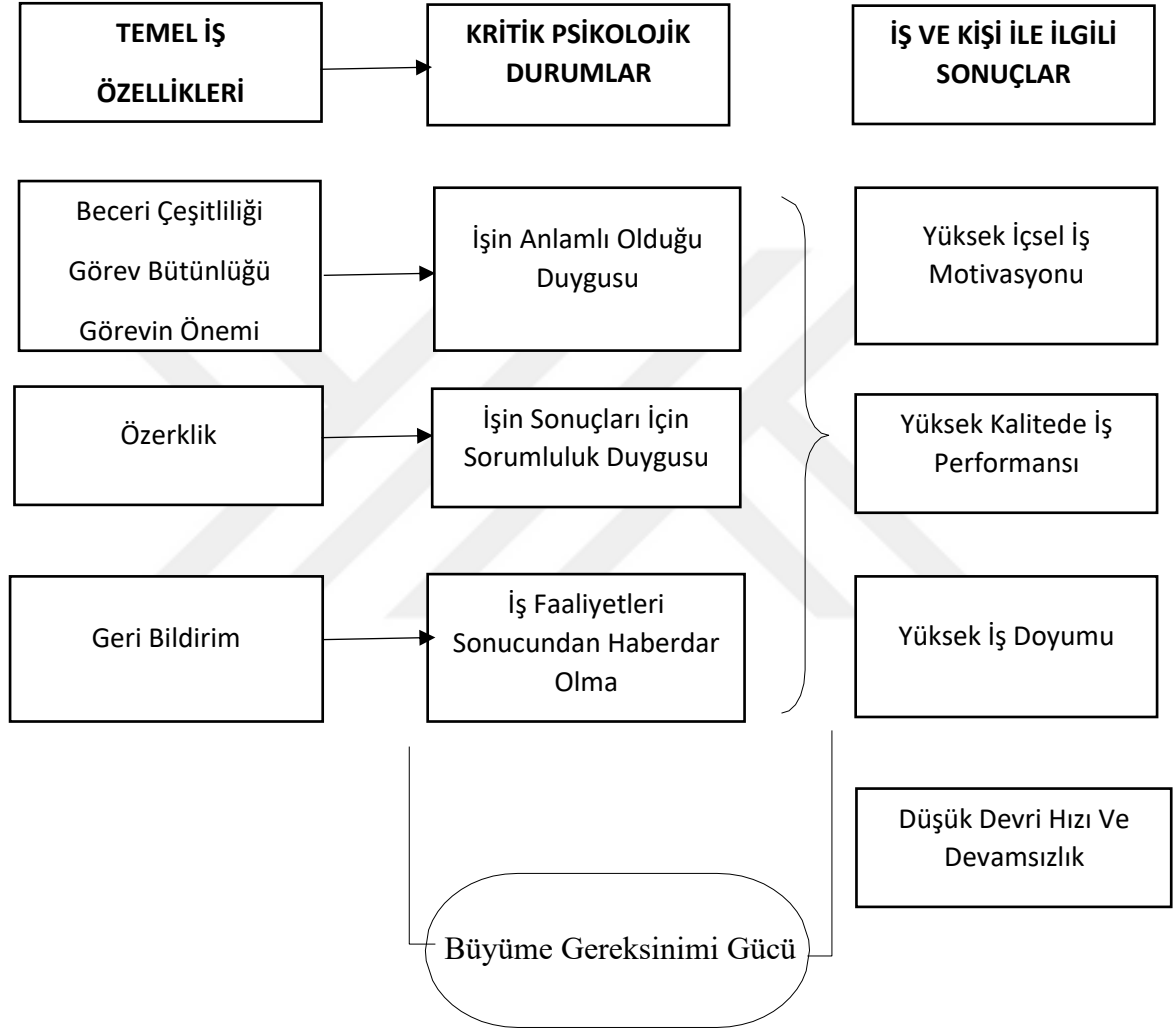 TEMEL İŞ
ÖZELLİKLERİ
KRİTİK PSİKOLOJİK
DURUMLAR
İŞ VE KİŞİ İLE İLGİLİ
SONUÇLAR
Beceri Çeşitliliği
Görev Bütünlüğü
Görevin Önemi
İşin Anlamlı Olduğu
Duygusu
Yüksek İçsel İş
Motivasyonu
Özerklik
İşin Sonuçları İçin
Sorumluluk Duygusu
Yüksek Kalitede İş
Performansı
Geri Bildirim
İş Faaliyetleri
Sonucundan Haberdar
Olma
Yüksek İş Doyumu
Düşük Devri Hızı Ve
Devamsızlık
Büyüme Gereksinimi Gücü